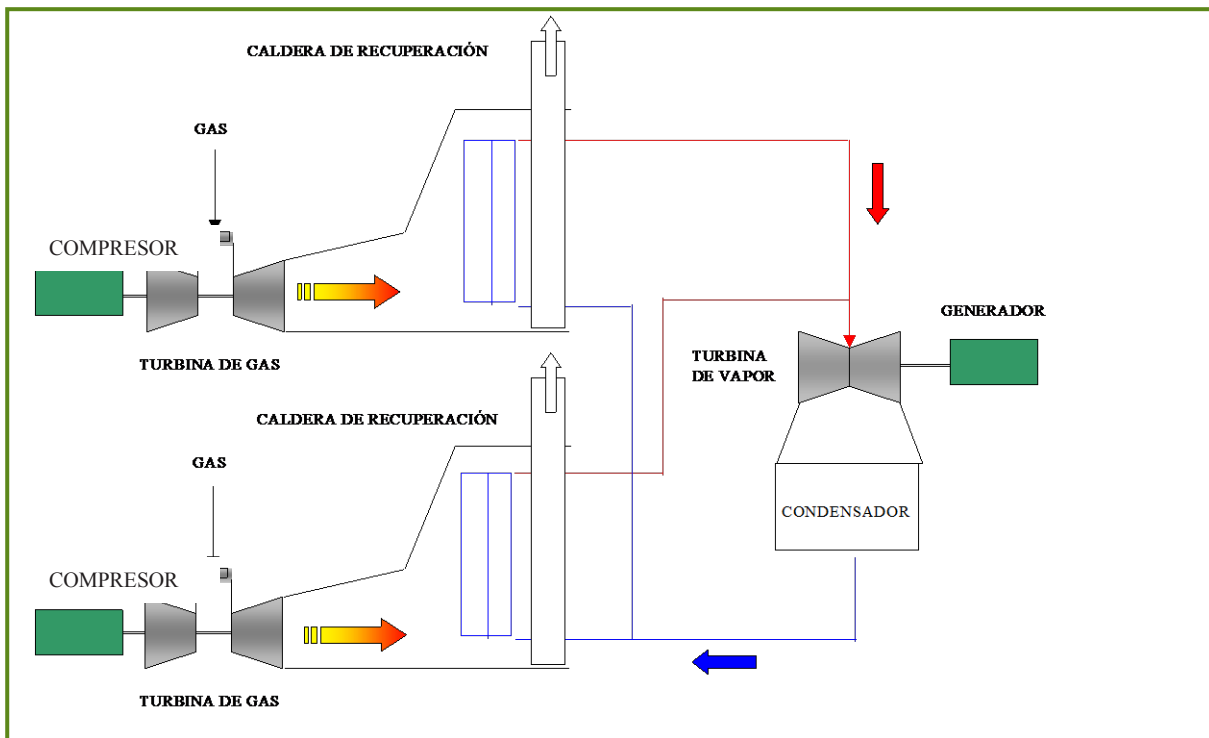 CALDERA DE RECUPERACIÓN
GAS
COMPRESOR
TURBINA DE GAS
GENERADOR
TURBINA
DE VAPOR
CALDERA DE RECUPERACIÓN
GAS
CONDENSADOR
COMPRESOR
TURBINA DE GAS